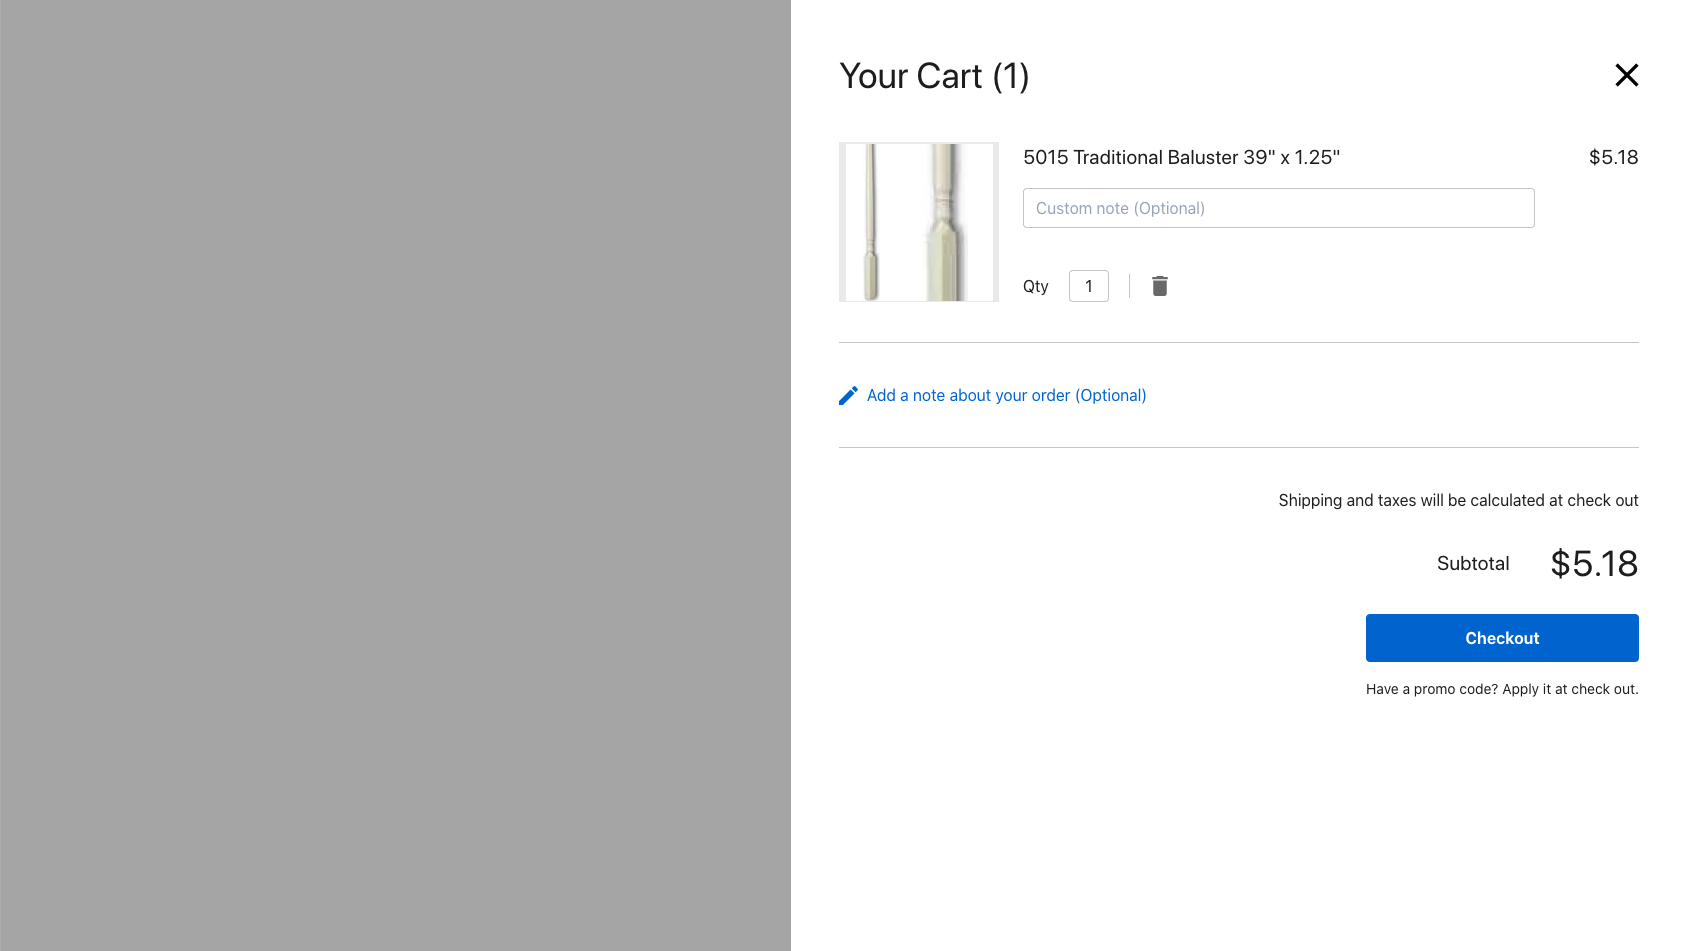 Your Cart (1)
5015 Traditional Baluster 39" x 1.25"
$5.18
Custom note (Optional)
Qty
1
Add a note about your order (Optional)
Shipping and taxes will be calculated at check out
Subtotal
$5.18
Checkout
Have a promo code? Apply it at check out.